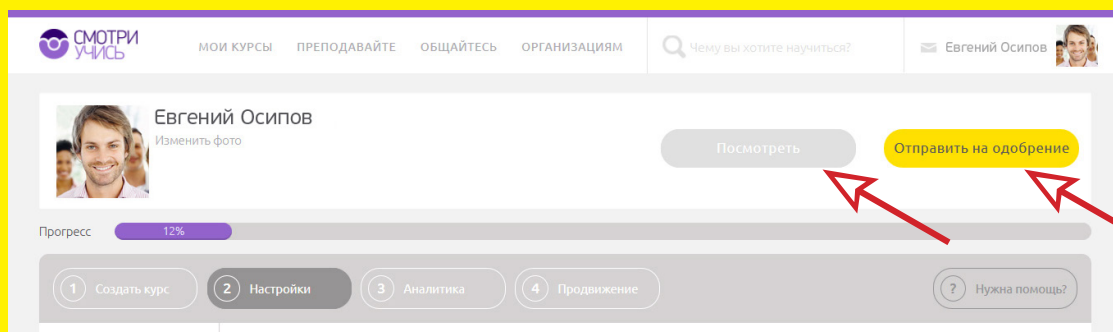 СМОТРИ
УЧИСЬ
МОИ КУРСЫ ПРЕПОДАВАЙТЕ ОБЩАЙТЕСЬ ОРГАНИЗАЦИЯМ
Чему вы хотите научиться?
Евгений Осипов
Евгений Осипов
Изменить фото
Посмотреть
Отправить на одобрение
Прогресс 12%
1 Создать курс 2 Настройки 3 Аналитика 4 Продвижение ? Нужна помощь?